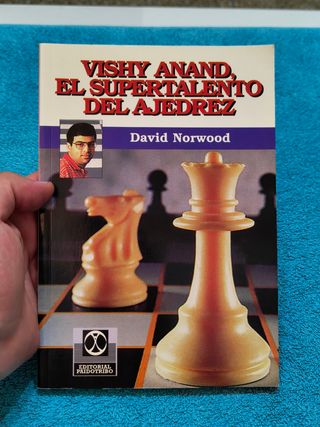 VISHY ANAND,
EL SUPERTALENTO
DEL AJEDREZ
David Norwood
EDITORIAL
PAIDOTRIBO